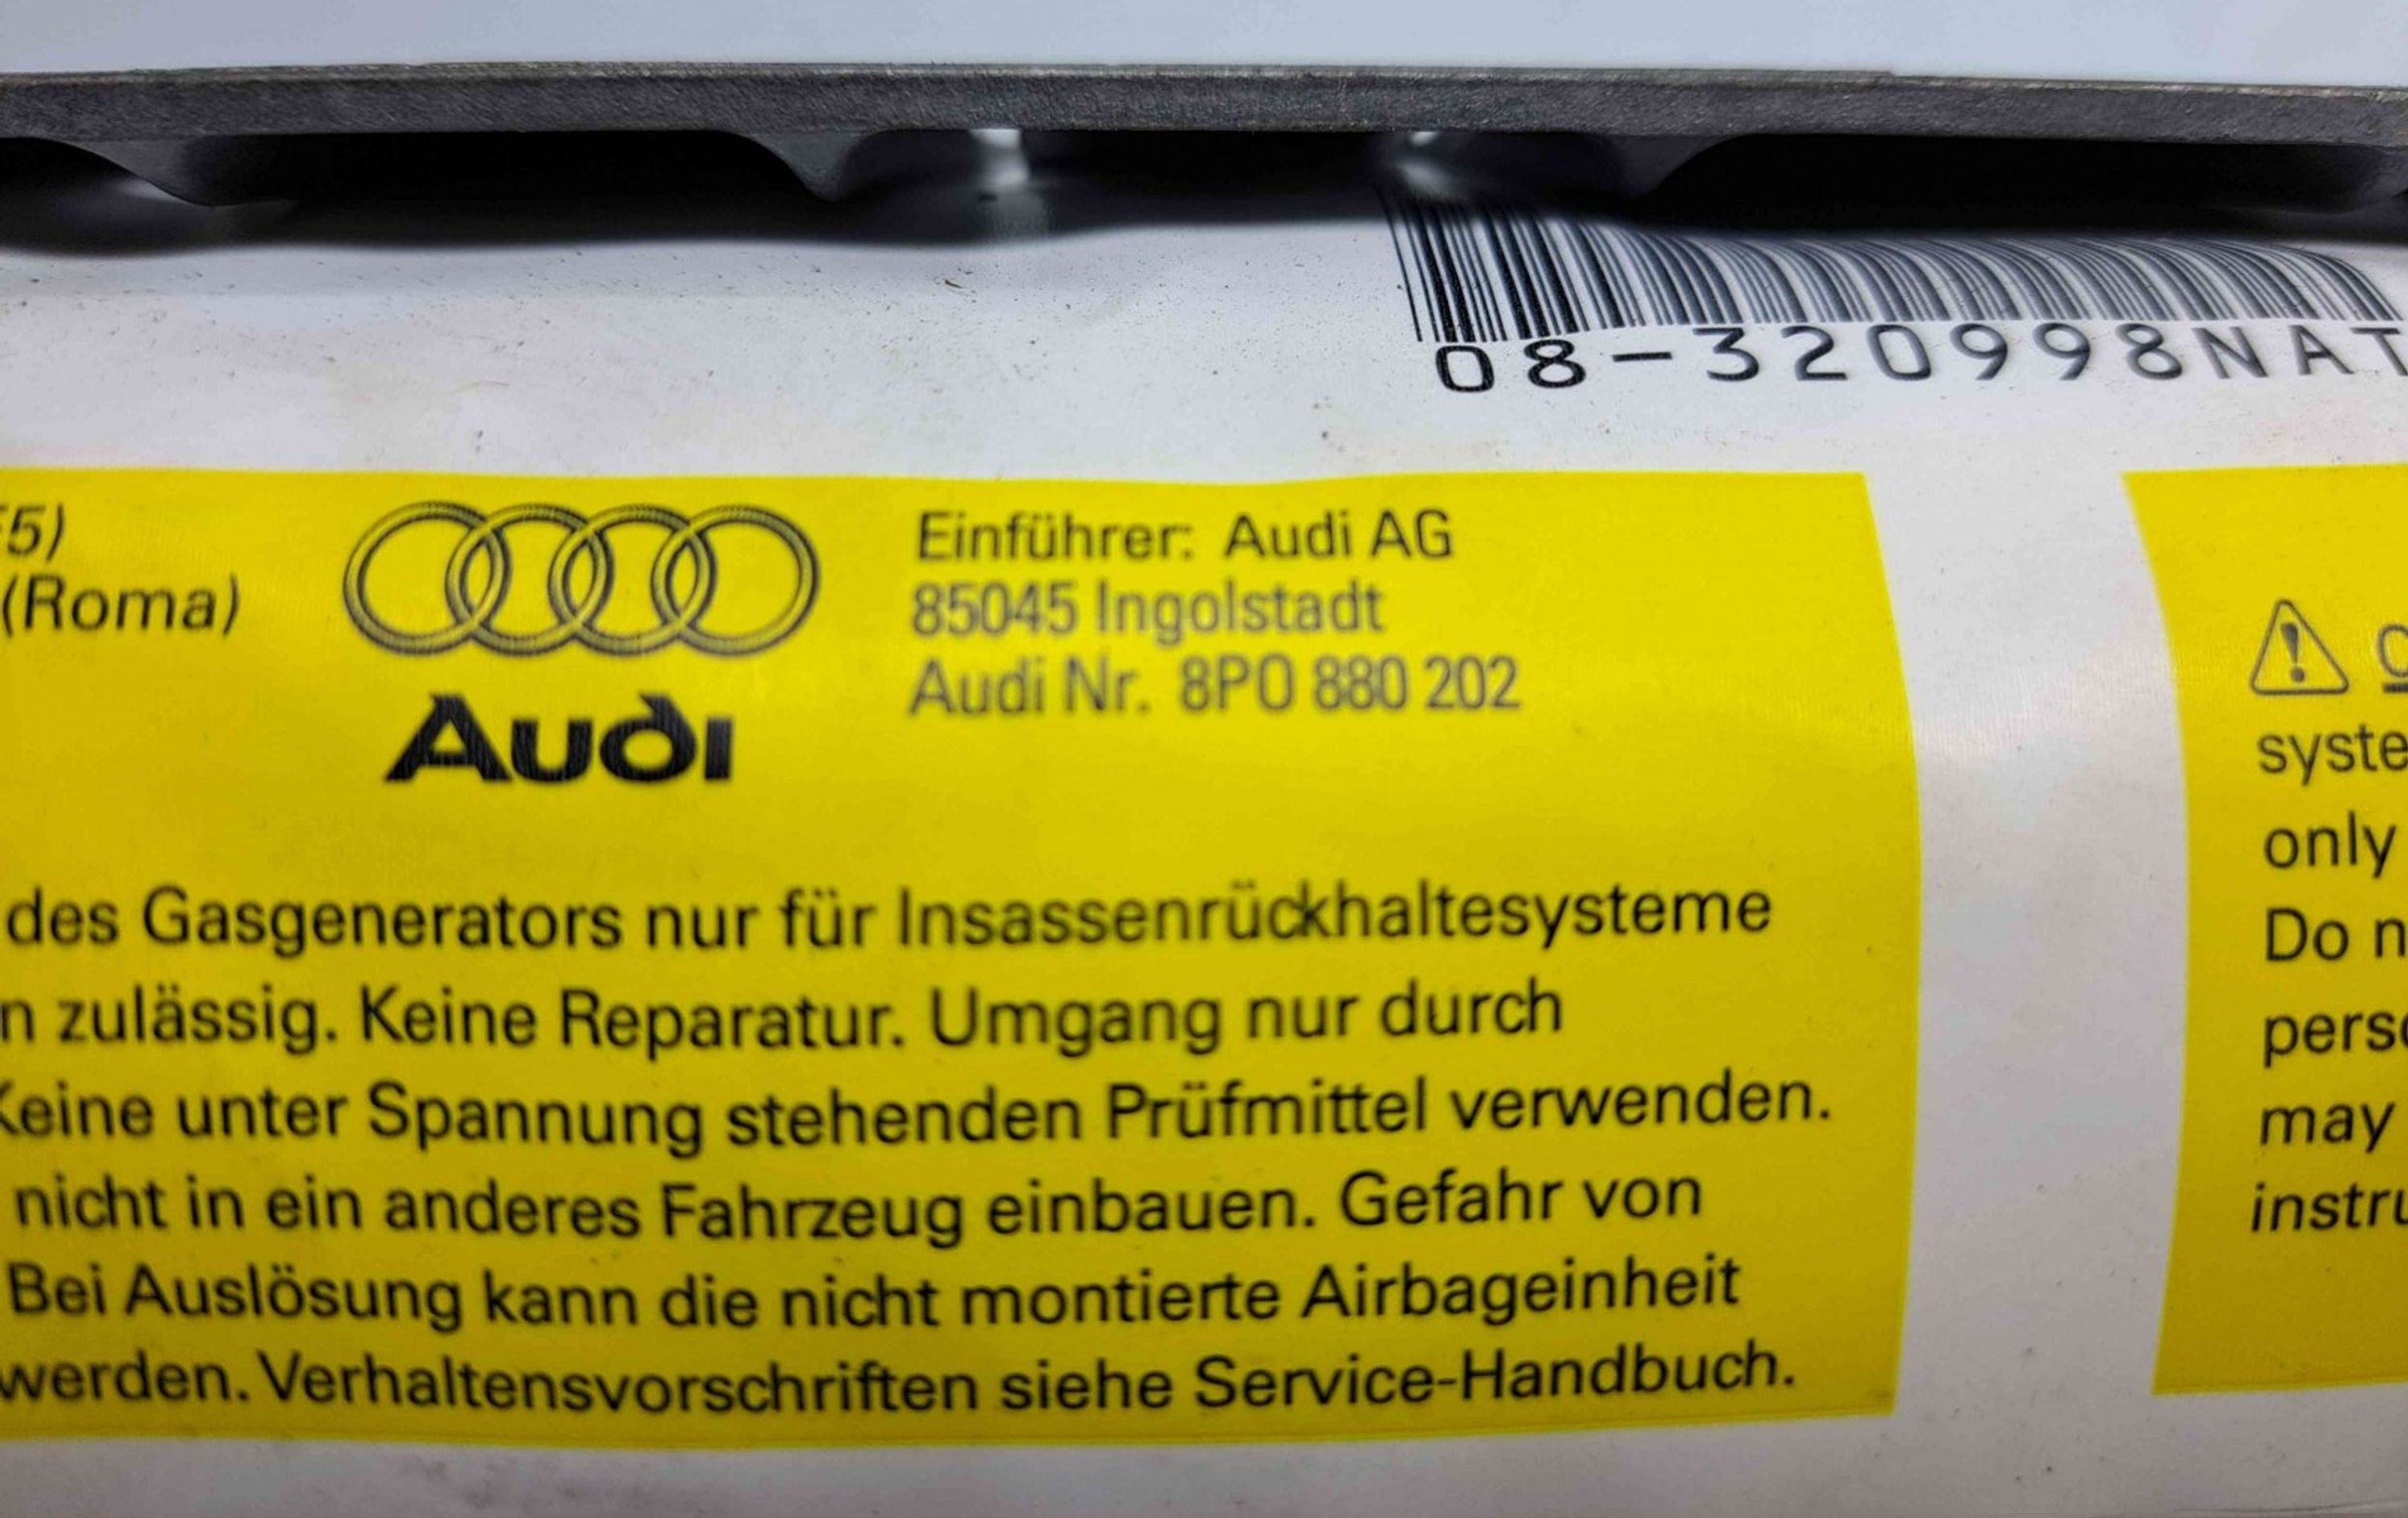 08-320998NAT
5)
(Roma)
Audi
Einführer: Audi AG
85045 Ingolstadt
Audi Nr. 8P0 880 202
des Gasgenerators nur für Insassenrückhaltesysteme
n zulässig. Keine Reparatur. Umgang nur durch
Keine unter Spannung stehenden Prüfmittel verwenden.
nicht in ein anderes Fahrzeug einbauen. Gefahr von
Bei Auslösung kann die nicht montierte Airbageinheit
werden. Verhaltensvorschriften siehe Service-Handbuch.
syste
only
Do n
perso
may
instru